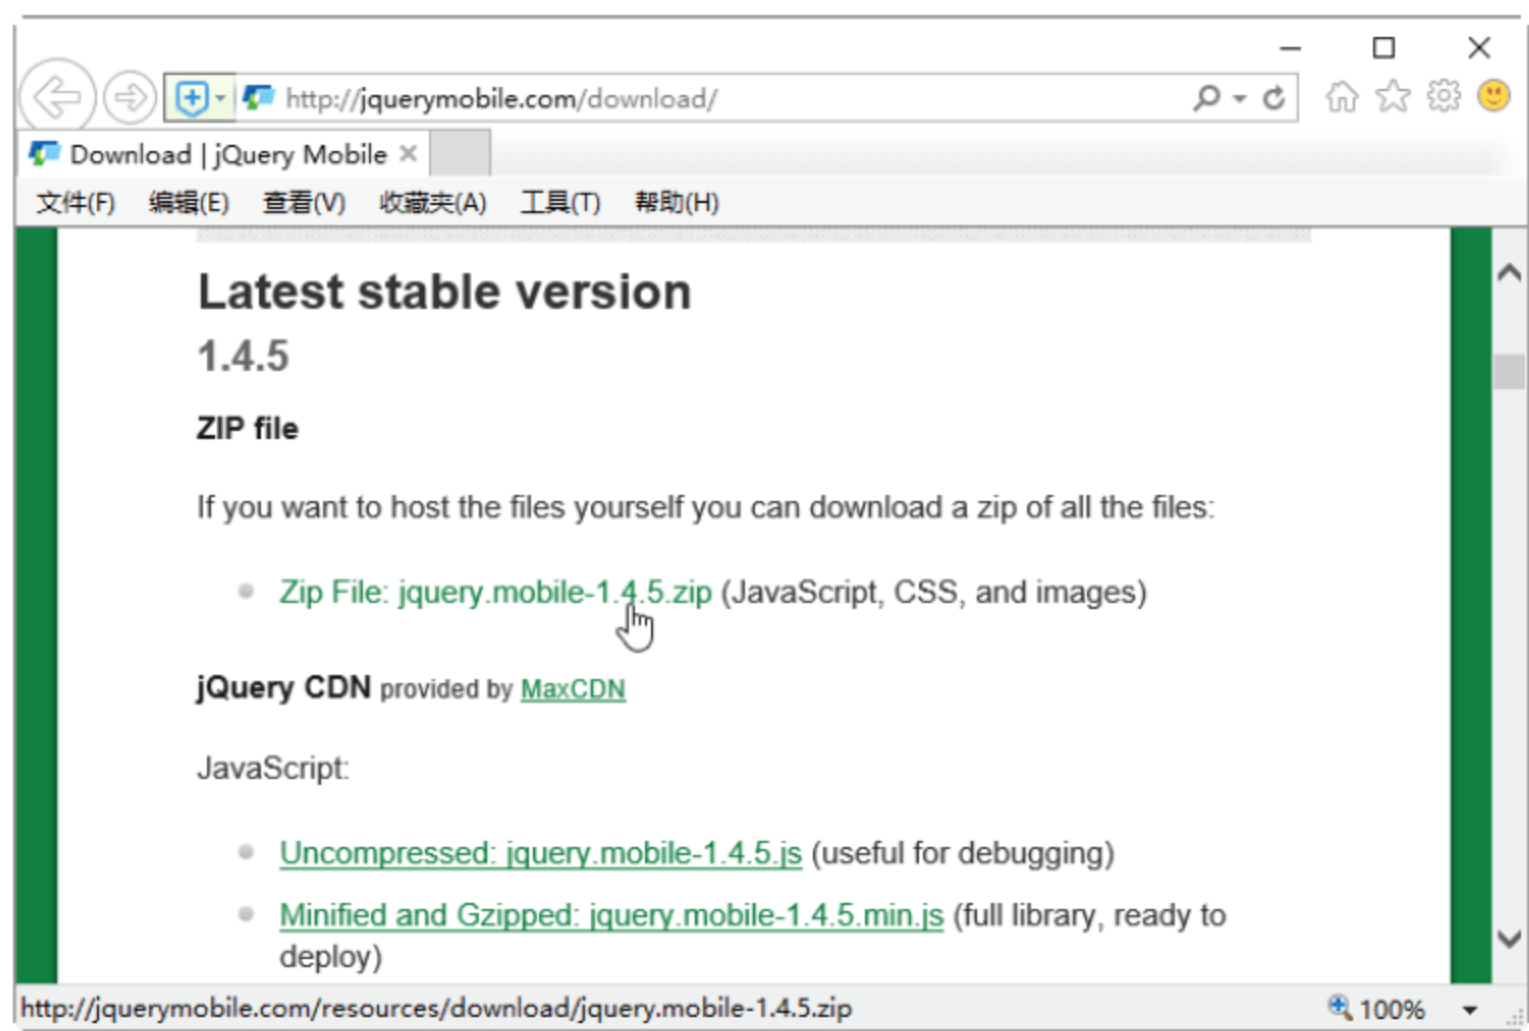 http://jquerymobile.com/download/
Download | jQuery Mobile
文件(F) 编辑(E) 查看(V) 收藏夹(A) 工具(T) 帮助(H)
Latest stable version
1.4.5
ZIP file
If you want to host the files yourself you can download a zip of all the files:
Zip File: jquery.mobile-1.4.5.zip (JavaScript, CSS, and images)
jQuery CDN provided by MaxCDN
JavaScript:
Uncompressed: jquery.mobile-1.4.5.js (useful for debugging)
Minified and Gzipped: jquery.mobile-1.4.5.min.js (full library, ready to
deploy)
http://jquerymobile.com/resources/download/jquery.mobile-1.4.5.zip 100%